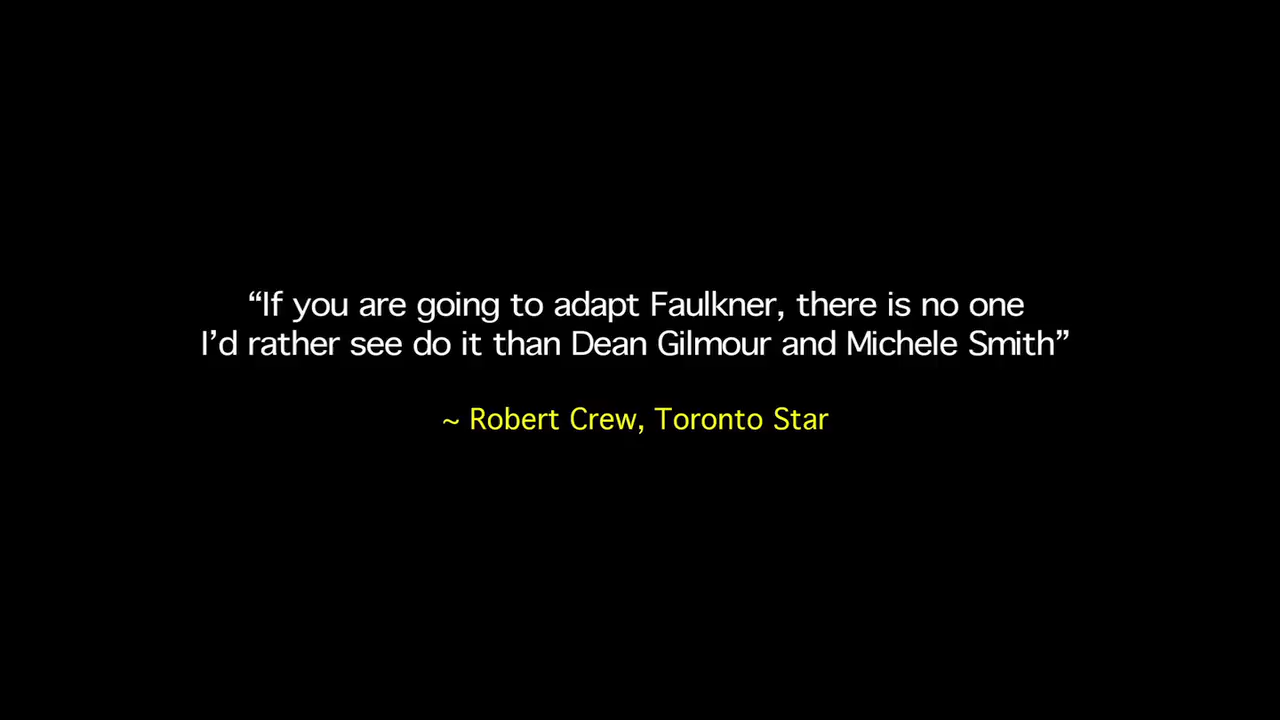 “If you are going to adapt Faulkner, there is no one
I’d rather see do it than Dean Gilmour and Michele Smith”
~ Robert Crew, Toronto Star